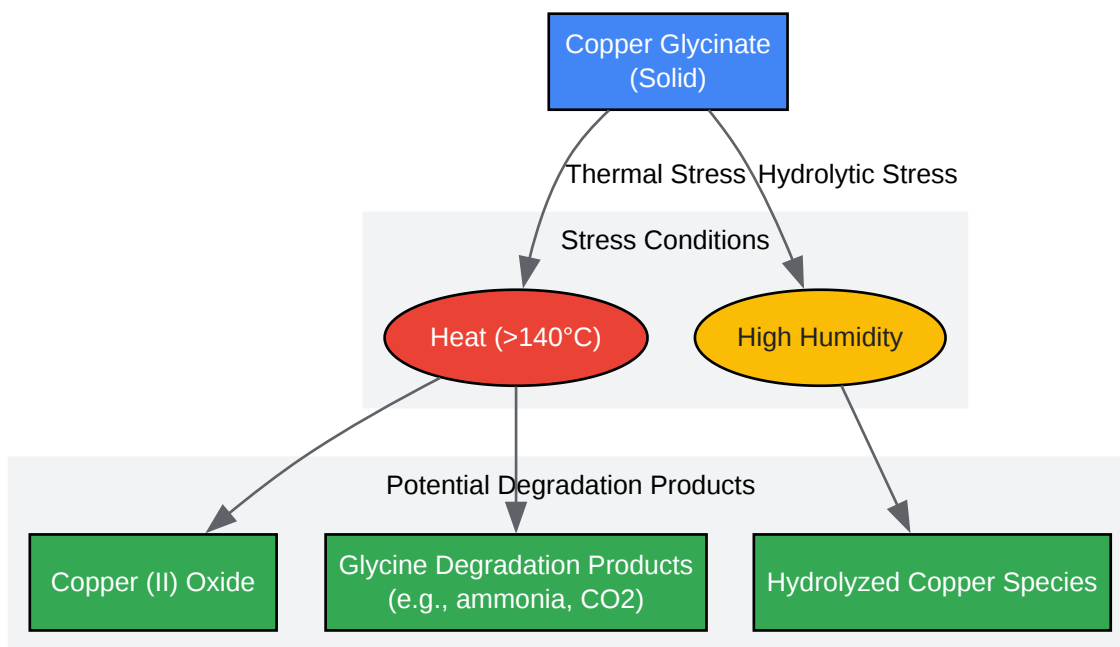 Copper Glycinate
(Solid)
Thermal Stress
Hydrolytic Stress
Stress Conditions
Heat (>140°C)
High Humidity
Potential Degradation Products
Copper (II) Oxide
Glycine Degradation Products
(e.g., ammonia, CO2)
Hydrolyzed Copper Species